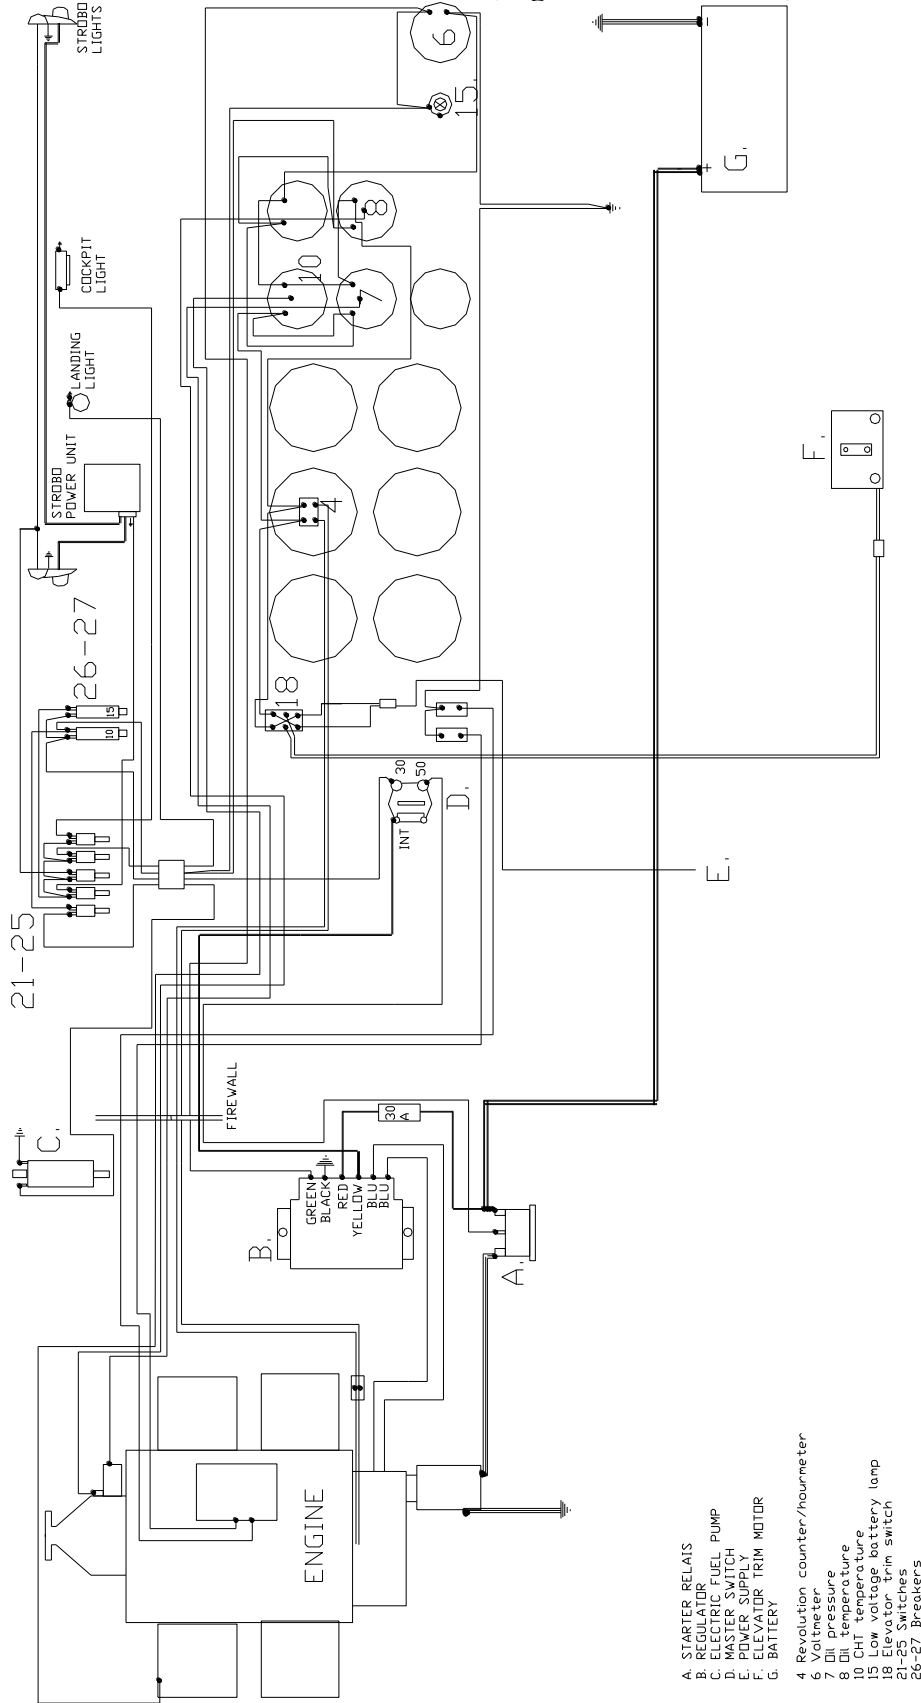 STROBO
LIGHTS
COCKPIT
LIGHT
LANDING
LIGHT
STROBO
POWER UNIT
26-27
15
10
21-25
6
15.
8
10
7
4
18
G.
-
+
F.
30
50
INT
D.
E.
C.
FIREWALL
30
A
B.
GREEN
BLACK
RED
YELLOW
BLU
BLU
A.
ENGINE
A. STARTER RELAIS
B. REGULATOR
C. ELECTRIC FUEL PUMP
D. MASTER SWITCH
E. POWER SUPPLY
F. ELEVATOR TRIM MOTOR
G. BATTERY
4 Revolution counter/hourmeter
6 Voltmeter
7 Oil pressure
8 Oil temperature
10 CHT temperature
15 Low voltage battery lamp
18 Elevator trim switch
21-25 Switches
26-27 Breakers